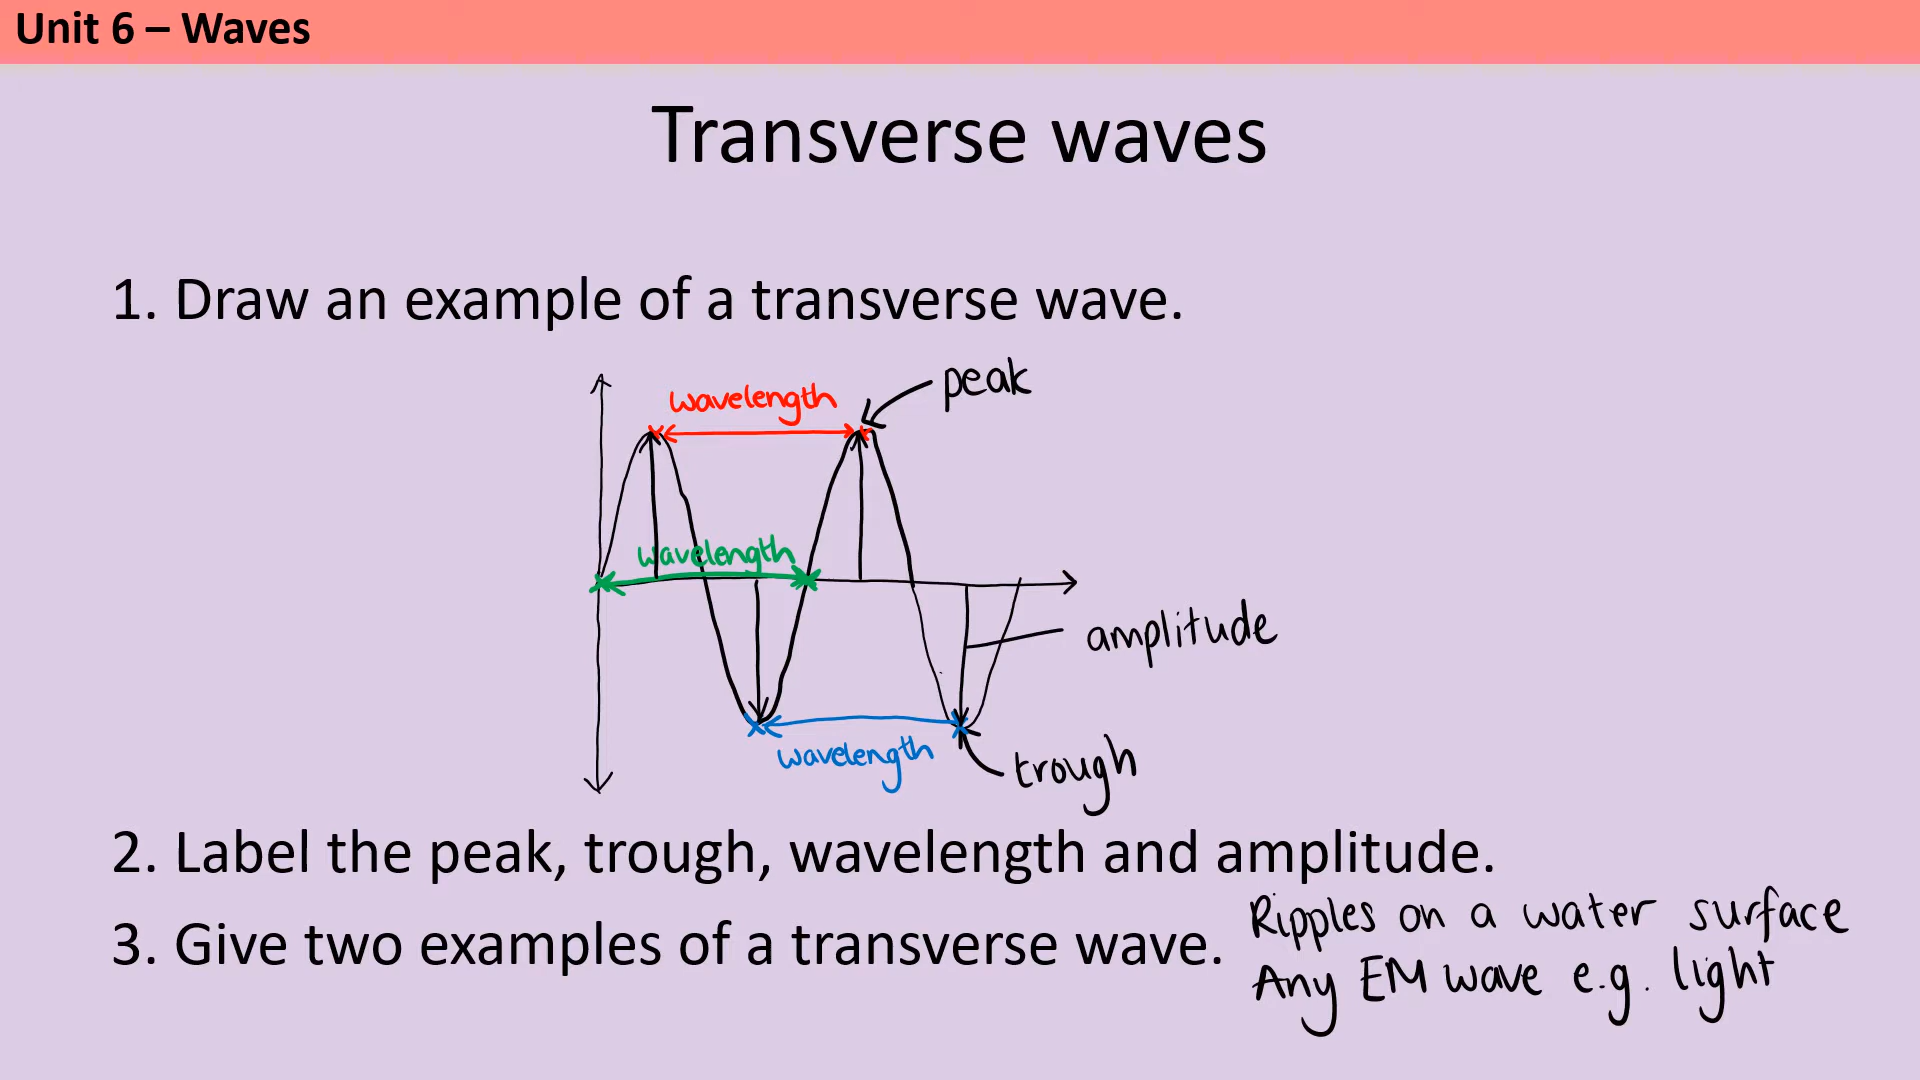 Unit 6 – Waves
Transverse waves
1. Draw an example of a transverse wave.
wavelength
peak
wavelength
amplitude
wavelength
trough
2. Label the peak, trough, wavelength and amplitude.
3. Give two examples of a transverse wave.
Ripples on a water surface
Any EM wave e.g. light